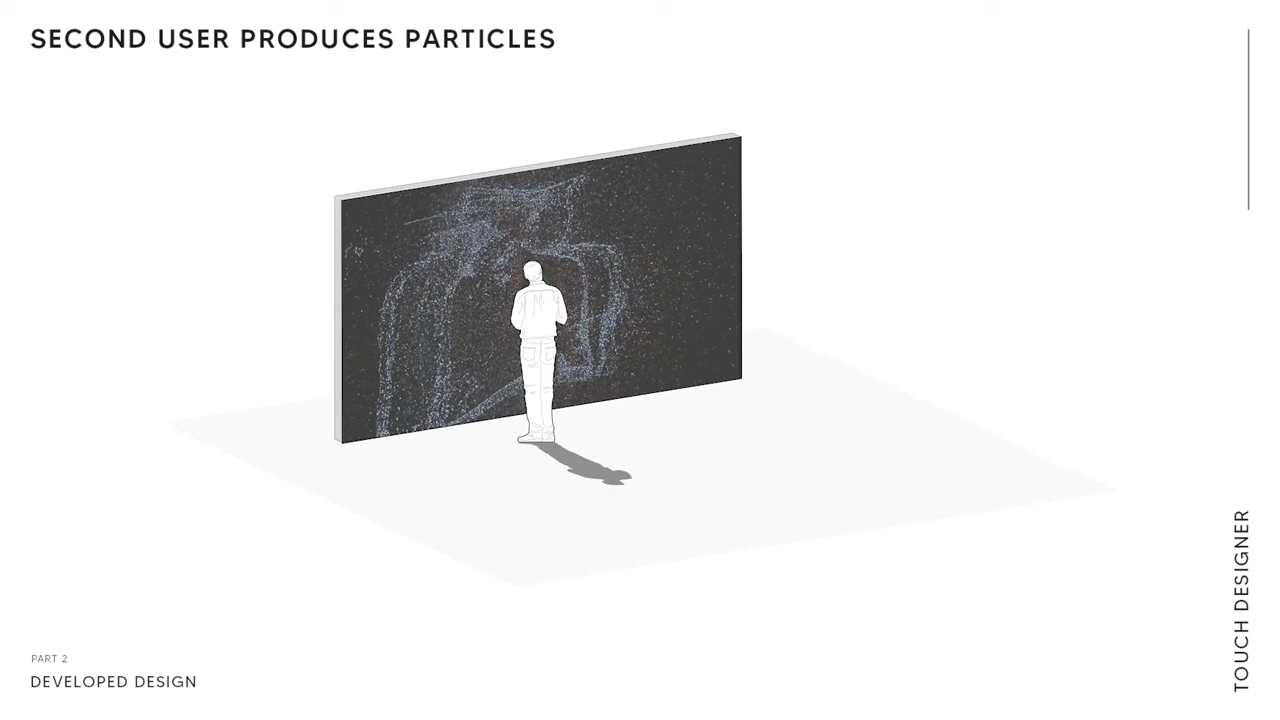 SECOND USER PRODUCES PARTICLES
TOUCH DESIGNER
PART 2
DEVELOPED DESIGN